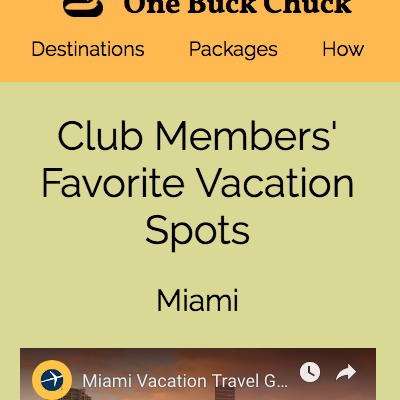 One Buck Chuck
Destinations Packages How
Club Members'
Favorite Vacation
Spots
Miami
Miami Vacation Travel G...